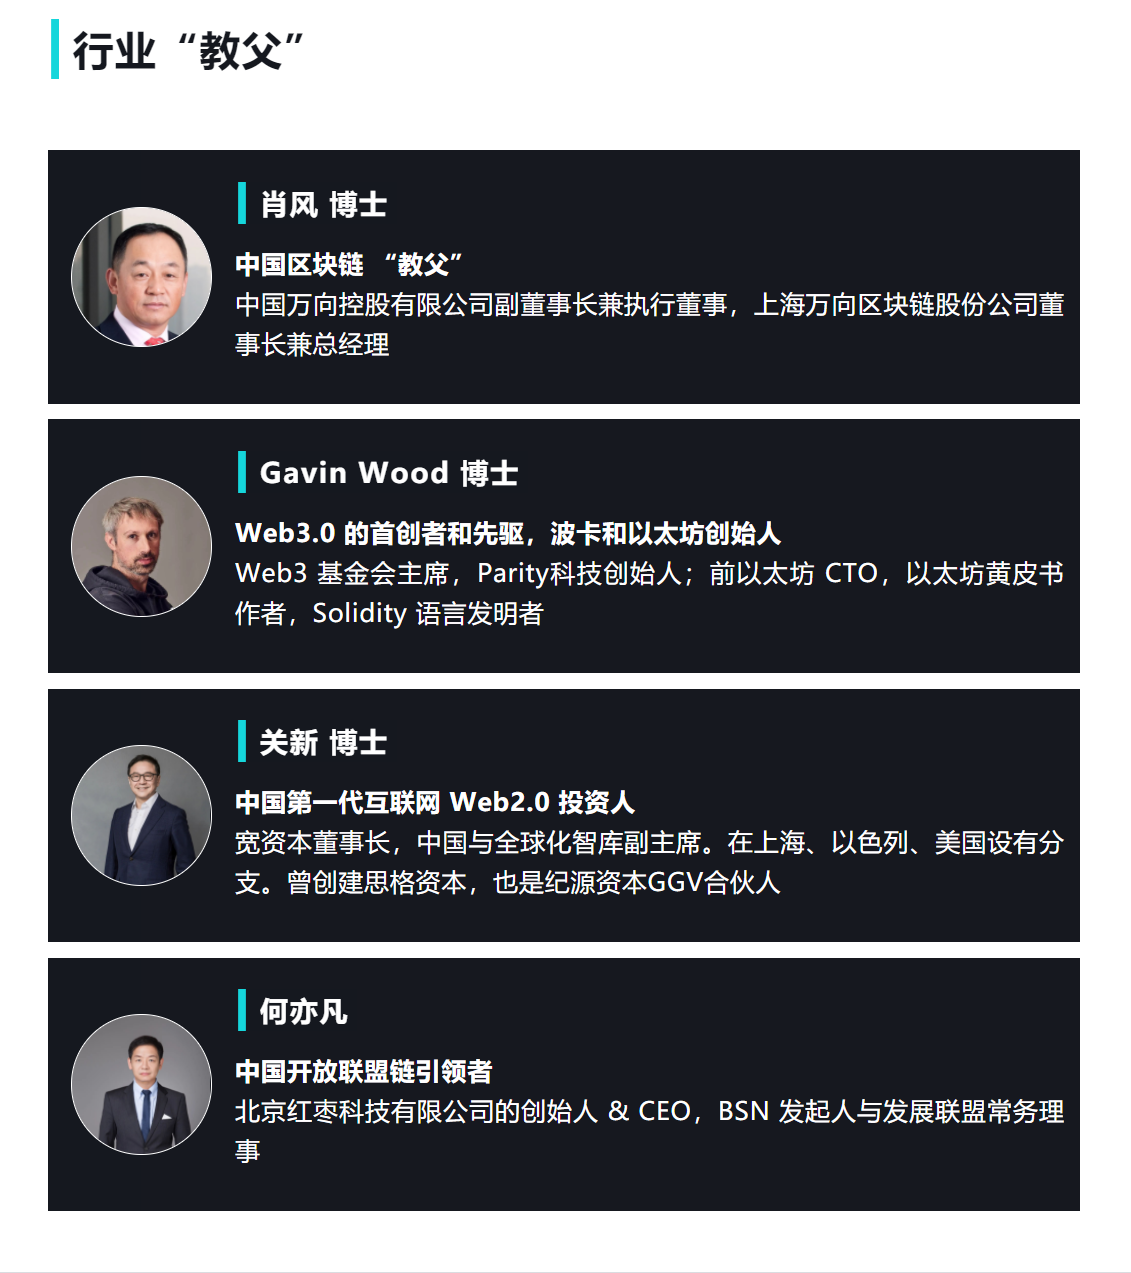 行业“教父”
肖风 博士
中国区块链 “教父”
中国万向控股有限公司副董事长兼执行董事，上海万向区块链股份公司董
事长兼总经理
Gavin Wood 博士
Web3.0 的首创者和先驱，波卡和以太坊创始人
Web3 基金会主席，Parity科技创始人；前以太坊 CTO，以太坊黄皮书
作者，Solidity 语言发明者
关新 博士
中国第一代互联网 Web2.0 投资人
宽资本董事长，中国与全球化智库副主席。在上海、以色列、美国设有分
支。曾创建思格资本，也是纪源资本GGV合伙人
何亦凡
中国开放联盟链引领者
北京红枣科技有限公司的创始人 & CEO，BSN 发起人与发展联盟常务理
事